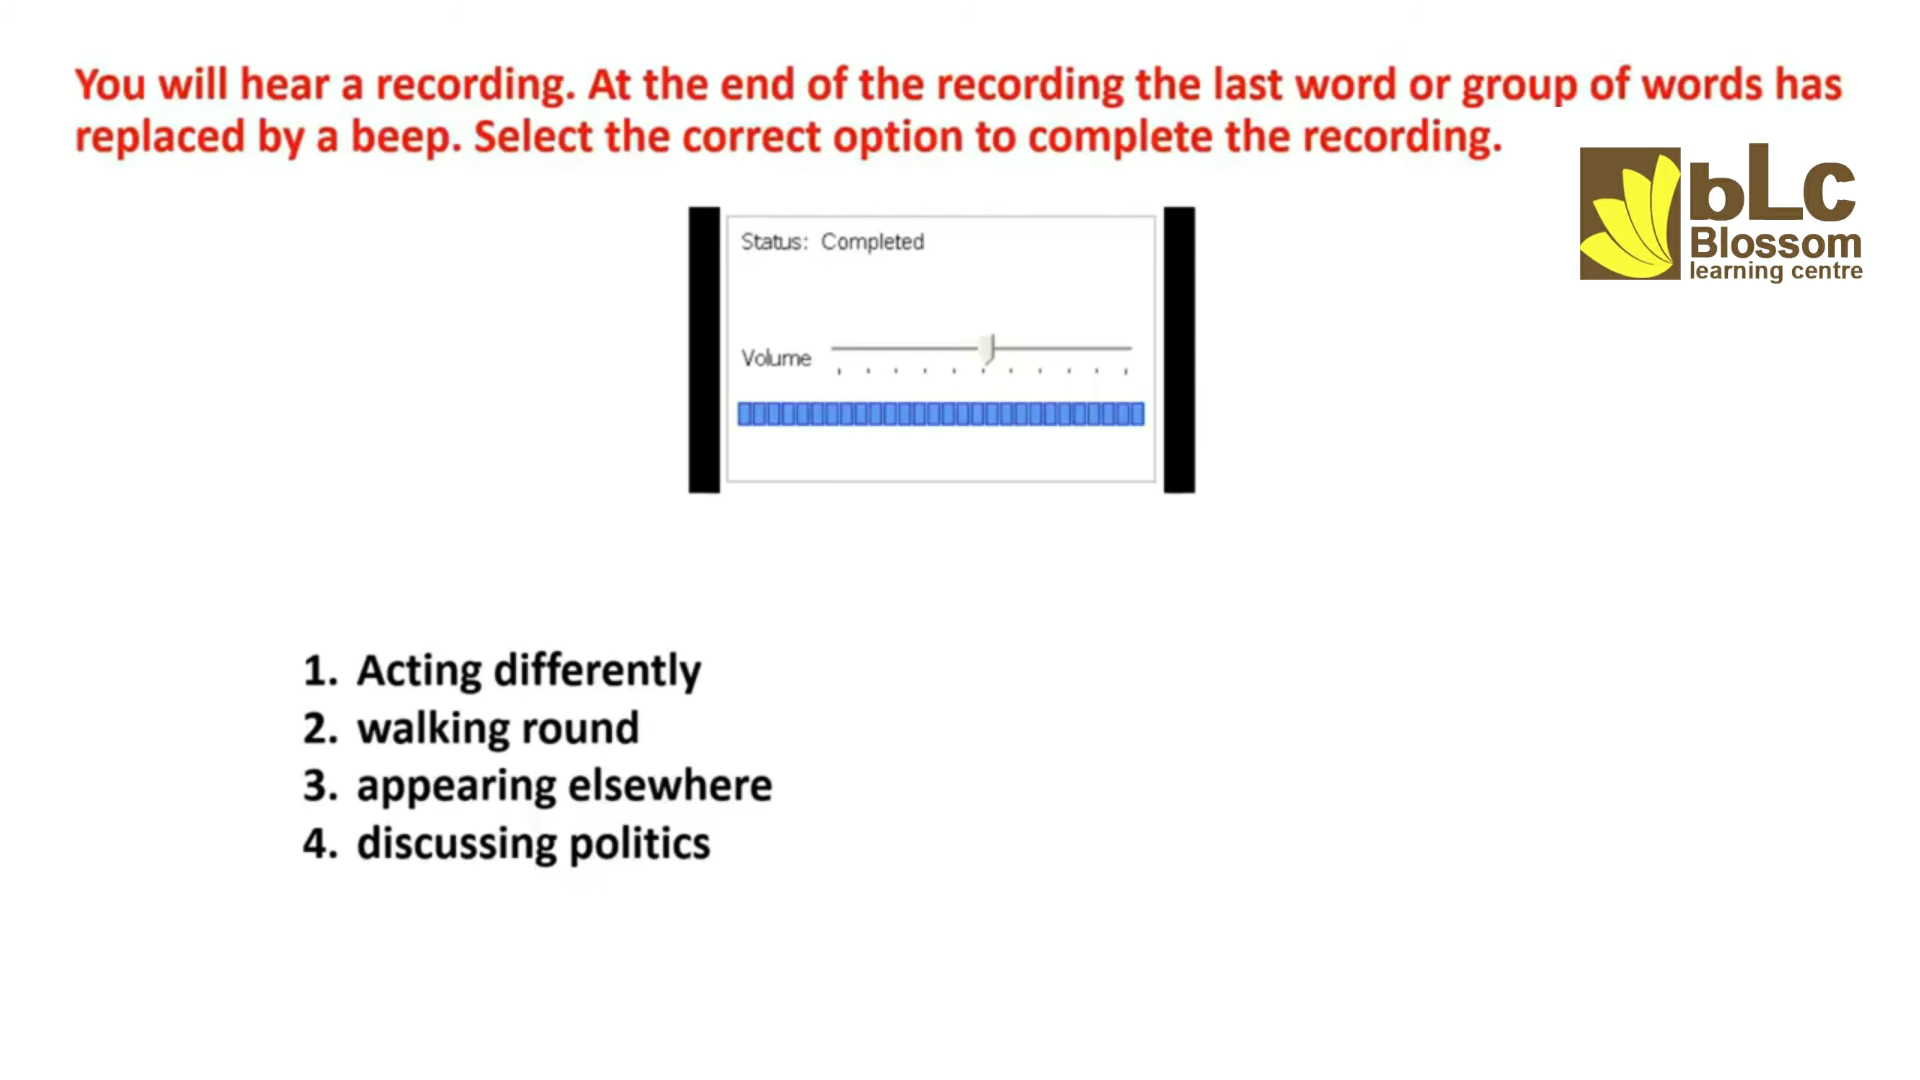 You will hear a recording. At the end of the recording the last word or group of words has
replaced by a beep. Select the correct option to complete the recording.
bLC
Blossom
learning centre
Status: Completed
Volume
1. Acting differently
2. walking round
3. appearing elsewhere
4. discussing politics